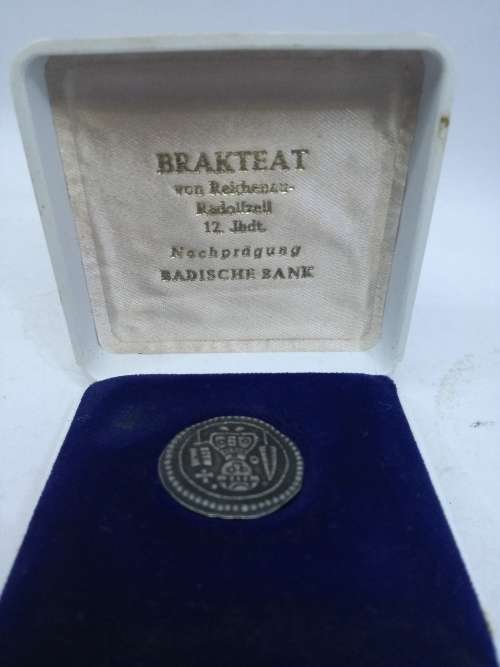 BRAKTEAT
von Reichenau-
Radolfzell
12. Jhdt.
Nachprägung
BADISCHE BANK